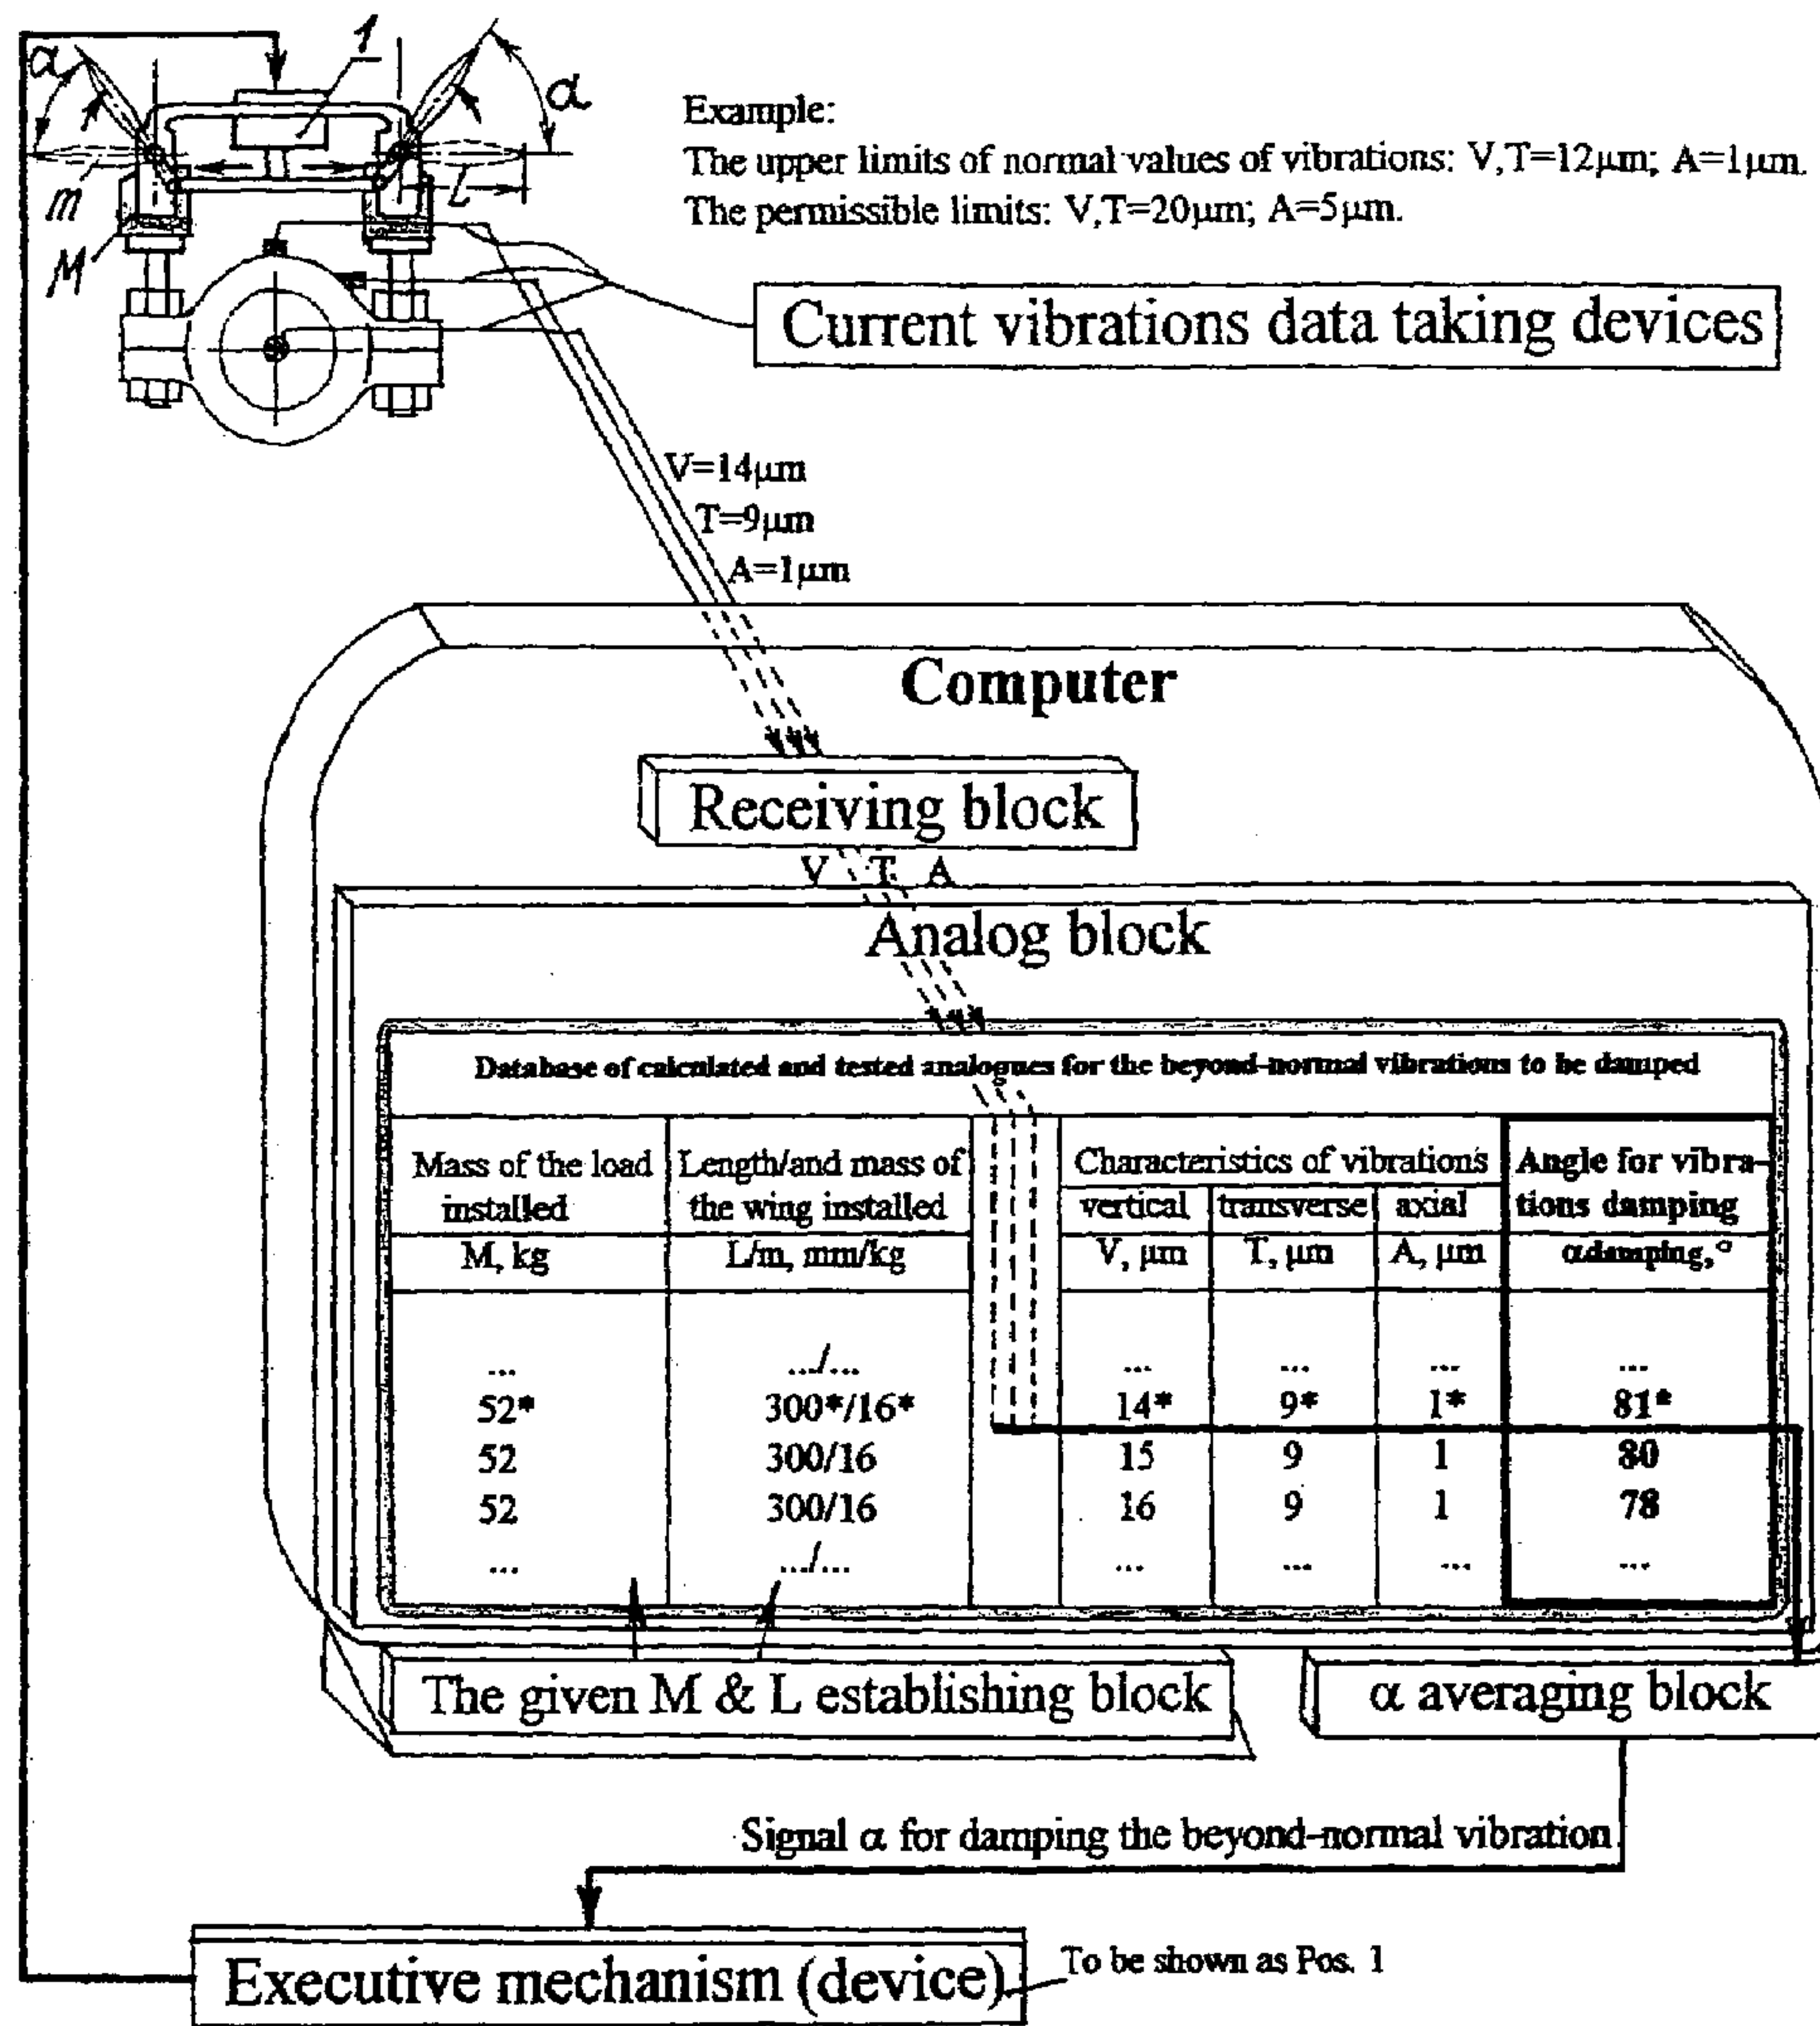 α
1
α
m
L
M
Example:
The upper limits of normal values of vibrations: V,T=12μm; A=1μm.
The permissible limits: V,T=20μm; A=5μm.
Current vibrations data taking devices
V=14μm
T=9μm
A=1μm
Computer
Receiving block
V T A
Analog block
Database of calculated and tested analogues for the beyond-normal vibrations to be damped
Mass of the load installed
Length/and mass of the wing installed
Characteristics of vibrations
Angle for vibra-
tions damping
vertical transverse axial
M, kg L/m, mm/kg V, μm T, μm A, μm αdamping,°
... .../... ... ... ... ...
52* 300*/16* 14* 9* 1* 81*
52 300/16 15 9 1 80
52 300/16 16 9 1 78
... .../... ... ... ... ...
The given M & L establishing block
α averaging block
Signal α for damping the beyond-normal vibration
Executive mechanism (device)
To be shown as Pos. 1